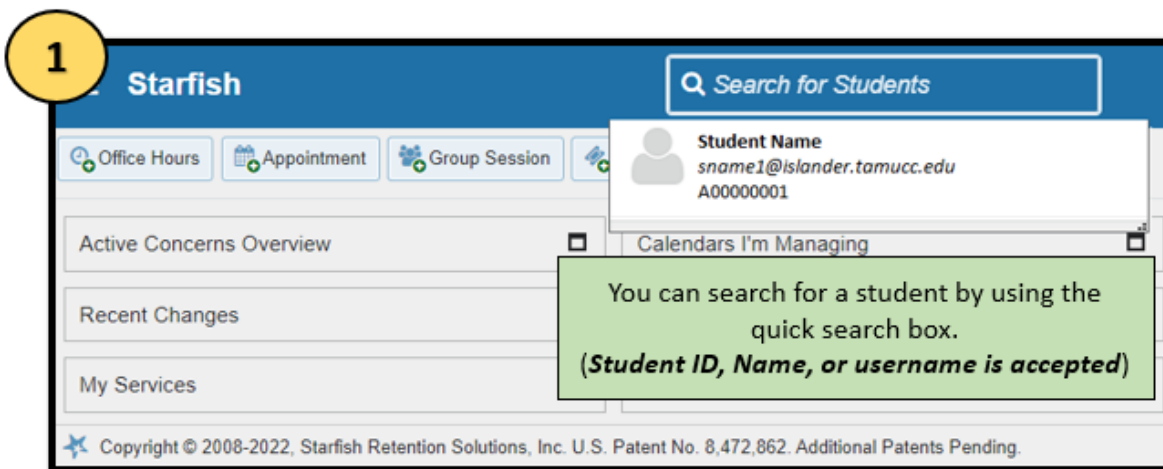 1
Starfish
Search for Students
Office Hours
Appointment
Group Session
Student Name
sname1@islander.tamucc.edu
A00000001
Active Concerns Overview
Calendars I'm Managing
Recent Changes
You can search for a student by using the
quick search box.
(Student ID, Name, or username is accepted)
My Services
Copyright © 2008-2022, Starfish Retention Solutions, Inc. U.S. Patent No. 8,472,862. Additional Patents Pending.